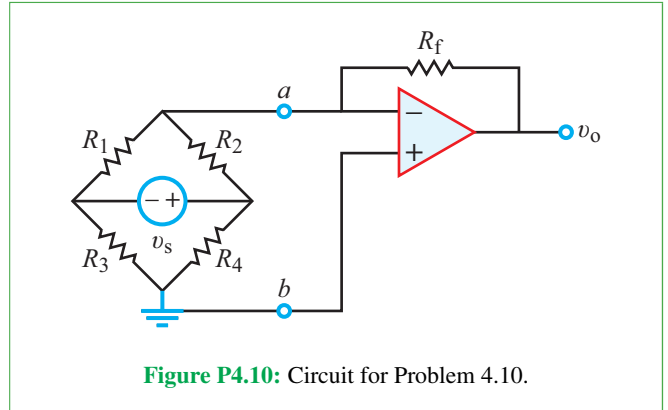 R_f
a
R_1 R_2
− +
v_s
R_3 R_4
b
−
+
v_o
Figure P4.10: Circuit for Problem 4.10.